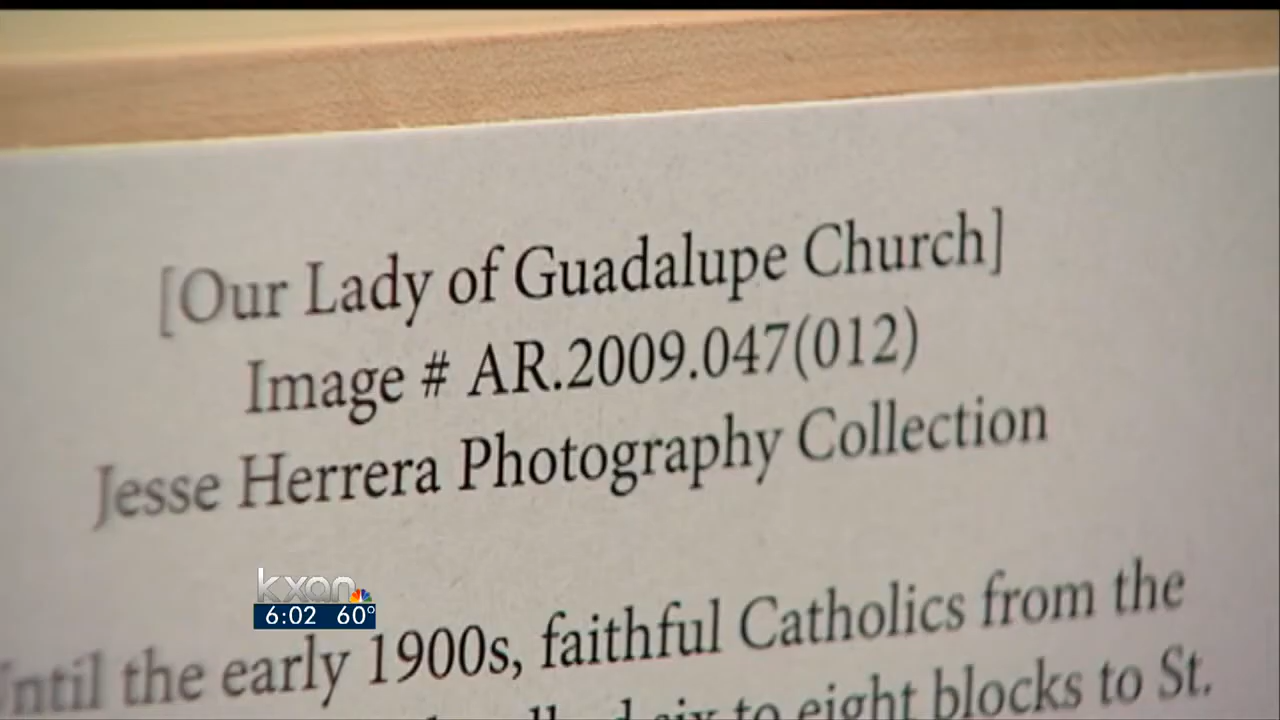 [Our Lady of Guadalupe Church]
Image # AR.2009.047(012)
Jesse Herrera Photography Collection
kxan
6:02 60°
Until the early 1900s, faithful Catholics from the
six to eight blocks to St.